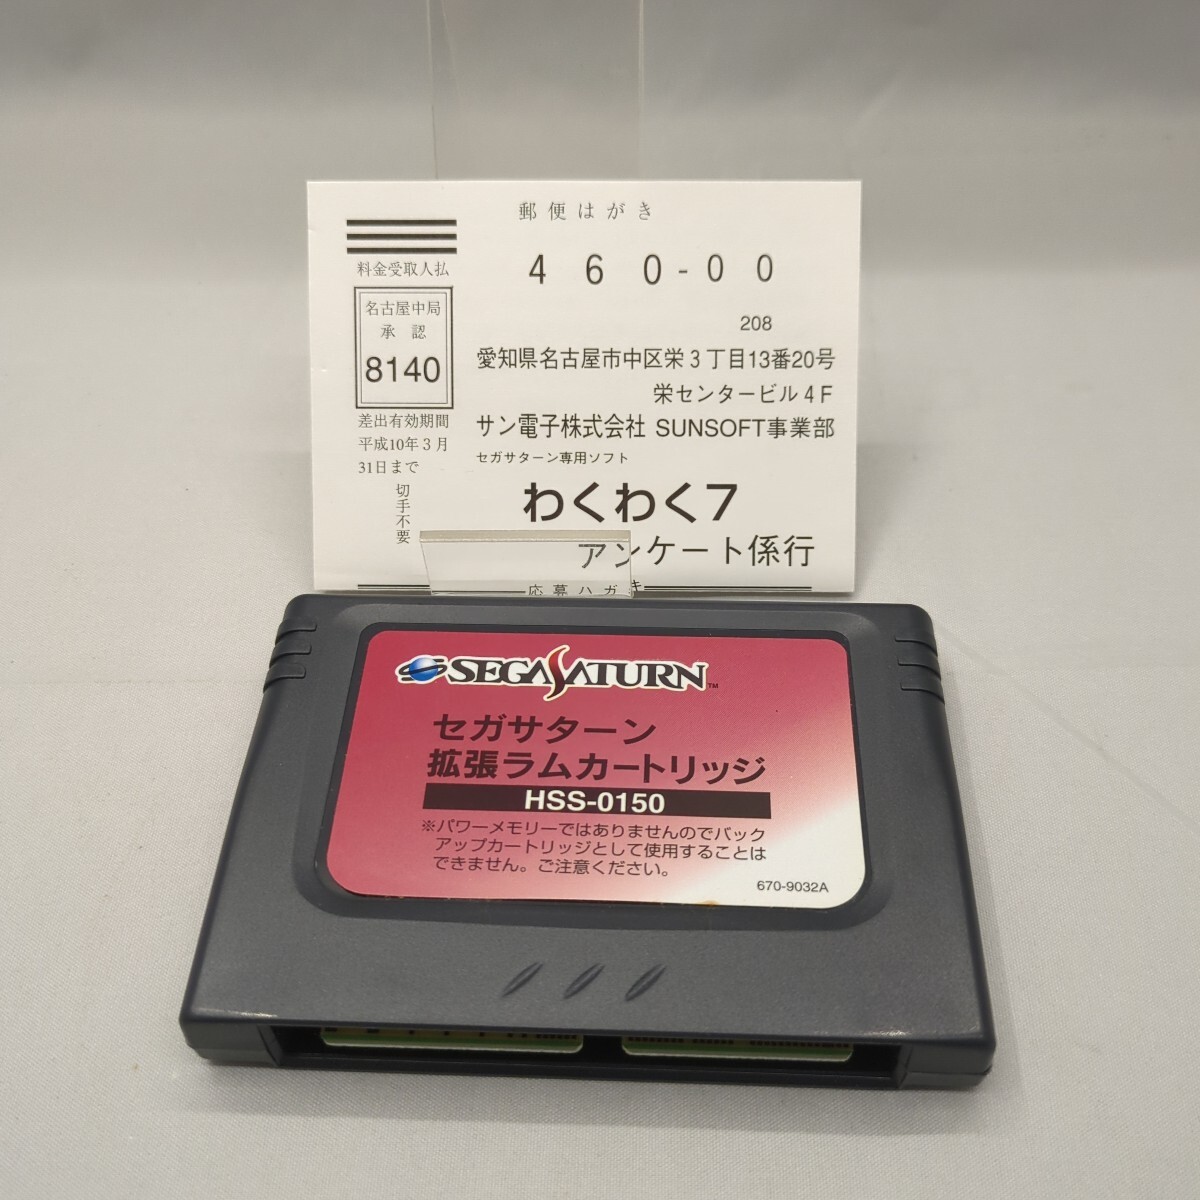 郵便はがき
料金受取人払
名古屋中局
承認
8140
差出有効期間
平成10年3月
31日まで
切手不要
460-00
208
愛知県名古屋市中区栄3丁目13番20号
栄センタービル4F
サン電子株式会社 SUNSOFT事業部
セガサターン専用ソフト
わくわく7
アンケート係行
応募ハガキ
SEGA SATURN™
セガサターン
拡張ラムカートリッジ
HSS-0150
※パワーメモリーではありませんのでバック
アップカートリッジとして使用することは
できません。ご注意ください。
670-9032A